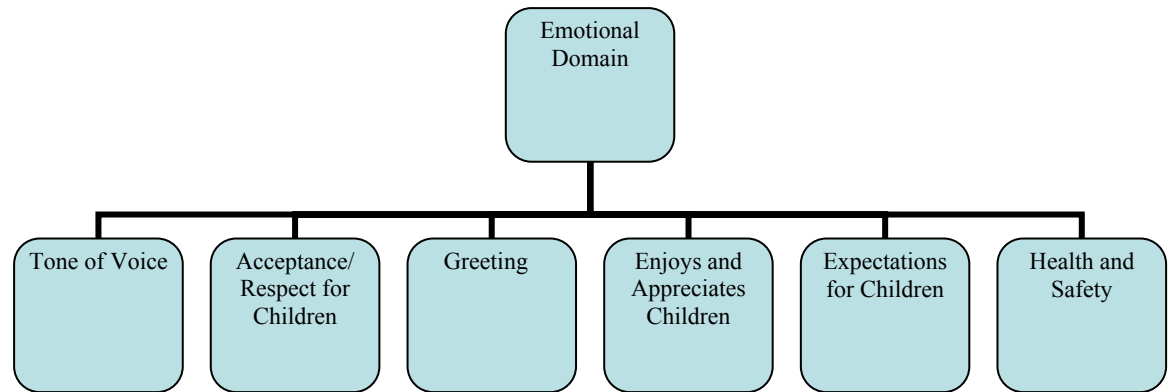 Emotional
Domain
Tone of Voice
Acceptance/
Respect for
Children
Greeting
Enjoys and
Appreciates
Children
Expectations
for Children
Health and
Safety